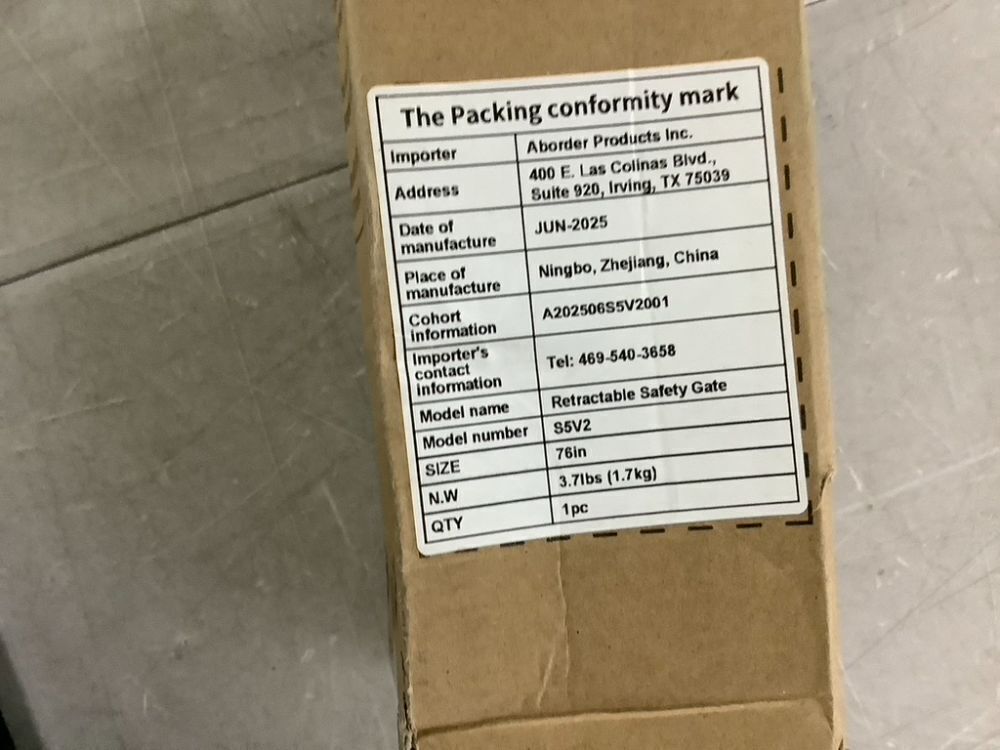 The Packing conformity mark
Importer
Aborder Products Inc.
Address
400 E. Las Colinas Blvd.,
Suite 920, Irving, TX 75039
Date of
manufacture
JUN-2025
Place of
manufacture
Ningbo, Zhejiang, China
Cohort
information
A202506S5V2001
Importer's
contact
information
Tel: 469-540-3658
Model name
Retractable Safety Gate
Model number
S5V2
SIZE
76in
N.W
3.7lbs (1.7kg)
QTY
1pc